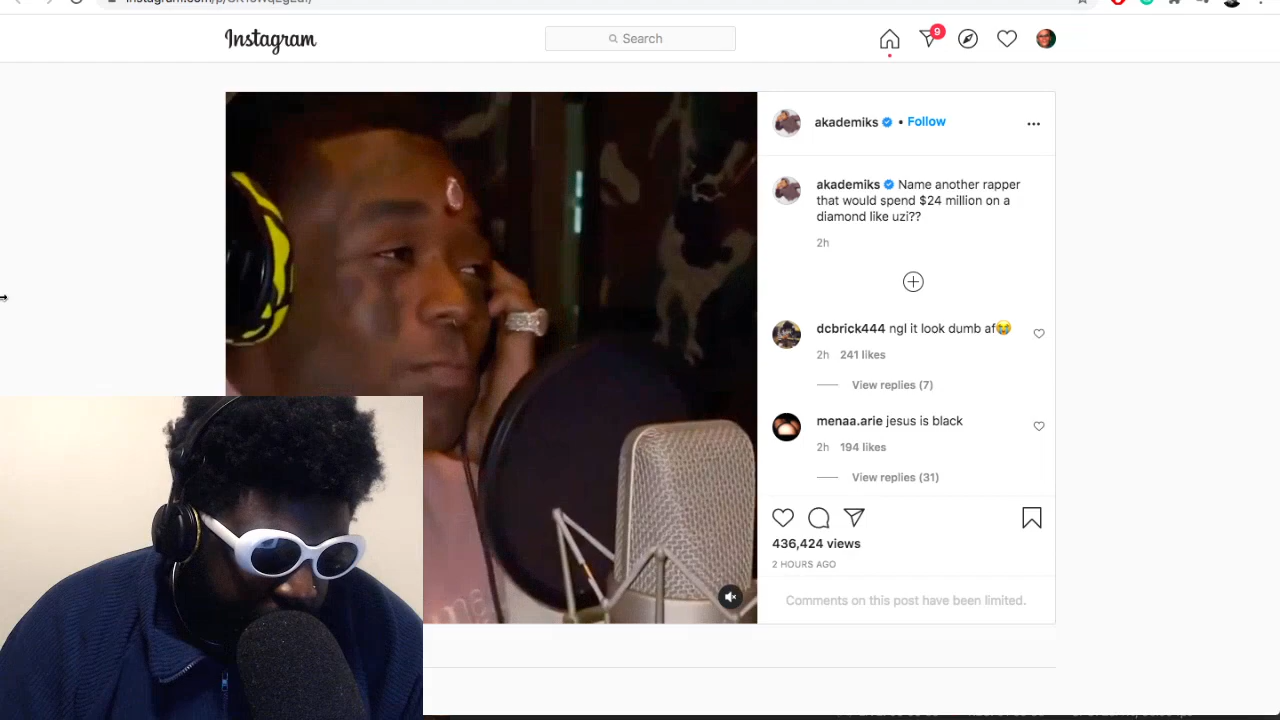 Instagram
Search
9
akademiks • Follow
akademiks Name another rapper
that would spend $24 million on a
diamond like uzi??
2h
dcbrick444 ngl it look dumb af😭
2h 241 likes
View replies (7)
menaa.arie jesus is black
2h 194 likes
View replies (31)
436,424 views
2 HOURS AGO
Comments on this post have been limited.